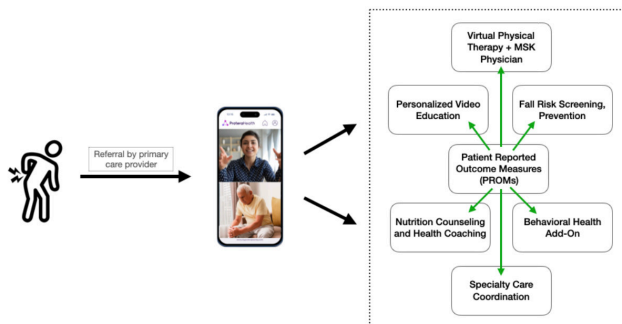 Referral by primary
care provider
ProteraHealth
Virtual Physical
Therapy + MSK
Physician
Personalized Video
Education
Fall Risk Screening,
Prevention
Patient Reported
Outcome Measures
(PROMs)
Nutrition Counseling
and Health Coaching
Behavioral Health
Add-On
Specialty Care
Coordination